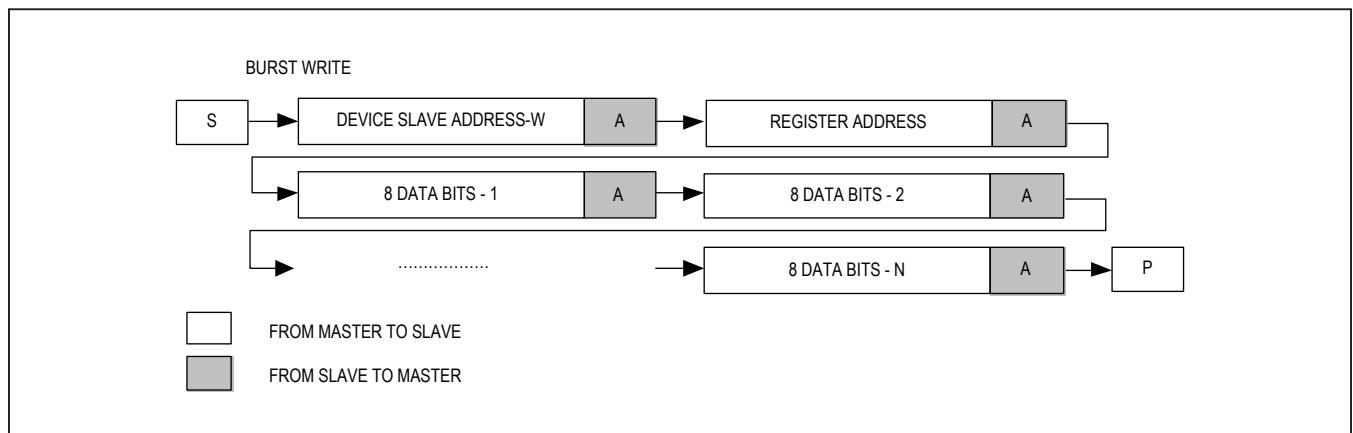 BURST WRITE
S DEVICE SLAVE ADDRESS-W A REGISTER ADDRESS A
8 DATA BITS - 1 A 8 DATA BITS - 2 A
.................. 8 DATA BITS - N A P
FROM MASTER TO SLAVE
FROM SLAVE TO MASTER